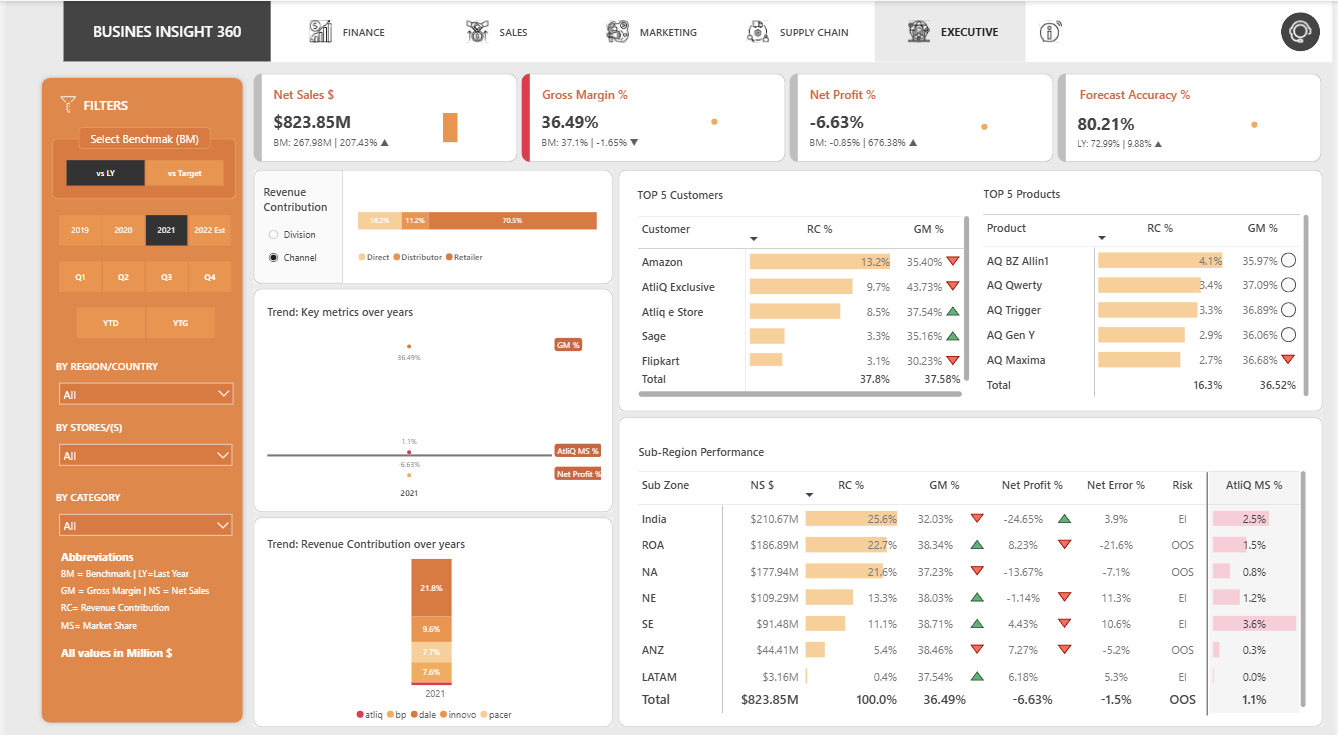 BUSINES INSIGHT 360
FINANCE
SALES
MARKETING
SUPPLY CHAIN
EXECUTIVE
FILTERS
Select Benchmak (BM)
vs LY
vs Target
2019
2020
2021
2022 Est
Q1
Q2
Q3
Q4
YTD
YTG
BY REGION/COUNTRY
All
BY STORES/(S)
All
BY CATEGORY
All
Abbreviations
BM = Benchmark | LY=Last Year
GM = Gross Margin | NS = Net Sales
RC= Revenue Contribution
MS= Market Share
All values in Million $
Net Sales $
$823.85M
BM: 267.98M | 207.43% ▲
Gross Margin %
36.49%
BM: 37.1% | -1.65% ▼
Net Profit %
-6.63%
BM: -0.85% | 676.38% ▲
Forecast Accuracy %
80.21%
LY: 72.99% | 9.88% ▲
Revenue
Contribution
Division
Channel
18.2% 11.2% 70.5%
Direct Distributor Retailer
Trend: Key metrics over years
GM %
36.49%
1.1%
AtliQ MS %
-6.63%
Net Profit %
2021
Trend: Revenue Contribution over years
21.8%
9.6%
7.7%
7.6%
2021
atliq bp dale innovo pacer
TOP 5 Customers
Customer RC % GM %
Amazon 13.2% 35.40%
AtliQ Exclusive 9.7% 43.73%
Atliq e Store 8.5% 37.54%
Sage 3.3% 35.16%
Flipkart 3.1% 30.23%
Total 37.8% 37.58%
TOP 5 Products
Product RC % GM %
AQ BZ Allin1 4.1% 35.97%
AQ Qwerty 3.4% 37.09%
AQ Trigger 3.3% 36.89%
AQ Gen Y 2.9% 36.06%
AQ Maxima 2.7% 36.68%
Total 16.3% 36.52%
Sub-Region Performance
Sub Zone NS $ RC % GM % Net Profit % Net Error % Risk AtliQ MS %
India $210.67M 25.6% 32.03% -24.65% 3.9% EI 2.5%
ROA $186.89M 22.7% 38.34% 8.23% -21.6% OOS 1.5%
NA $177.94M 21.6% 37.23% -13.67% -7.1% OOS 0.8%
NE $109.29M 13.3% 38.03% -1.14% 11.3% EI 1.2%
SE $91.48M 11.1% 38.71% 4.43% 10.6% EI 3.6%
ANZ $44.41M 5.4% 38.46% 7.27% -5.2% OOS 0.3%
LATAM $3.16M 0.4% 37.54% 6.18% 5.3% EI 0.0%
Total $823.85M 100.0% 36.49% -6.63% -1.5% OOS 1.1%